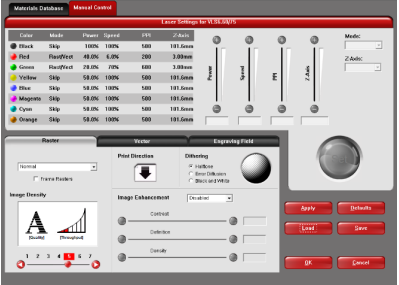 Materials Database Manual Control
Laser Settings for VLS6.60/75
Color Mode Power Speed PPI Z-Axis
Black Skip 100% 100% 500 101.6mm
Red Rast/Vect 40.0% 6.0% 200 3.00mm
Green Rast/Vect 20.0% 70% 300 3.00mm
Yellow Skip 50.0% 100% 500 101.6mm
Blue Skip 50.0% 100% 500 101.6mm
Magenta Skip 50.0% 100% 500 101.6mm
Cyan Skip 50.0% 100% 500 101.6mm
Orange Skip 50.0% 100% 500 101.6mm
Power
Speed
PPI
Z-Axis
Mode:
Z-Axis:
Raster Vector Engraving Field
Normal
Frame Rasters
Print Direction
Dithering
Halftone
Error Diffusion
Black and White
Image Density
(Quality) (Throughput)
1 2 3 4 5 6 7
Image Enhancement Disabled
Contrast
Definition
Density
Apply Defaults
Load Save
OK Cancel